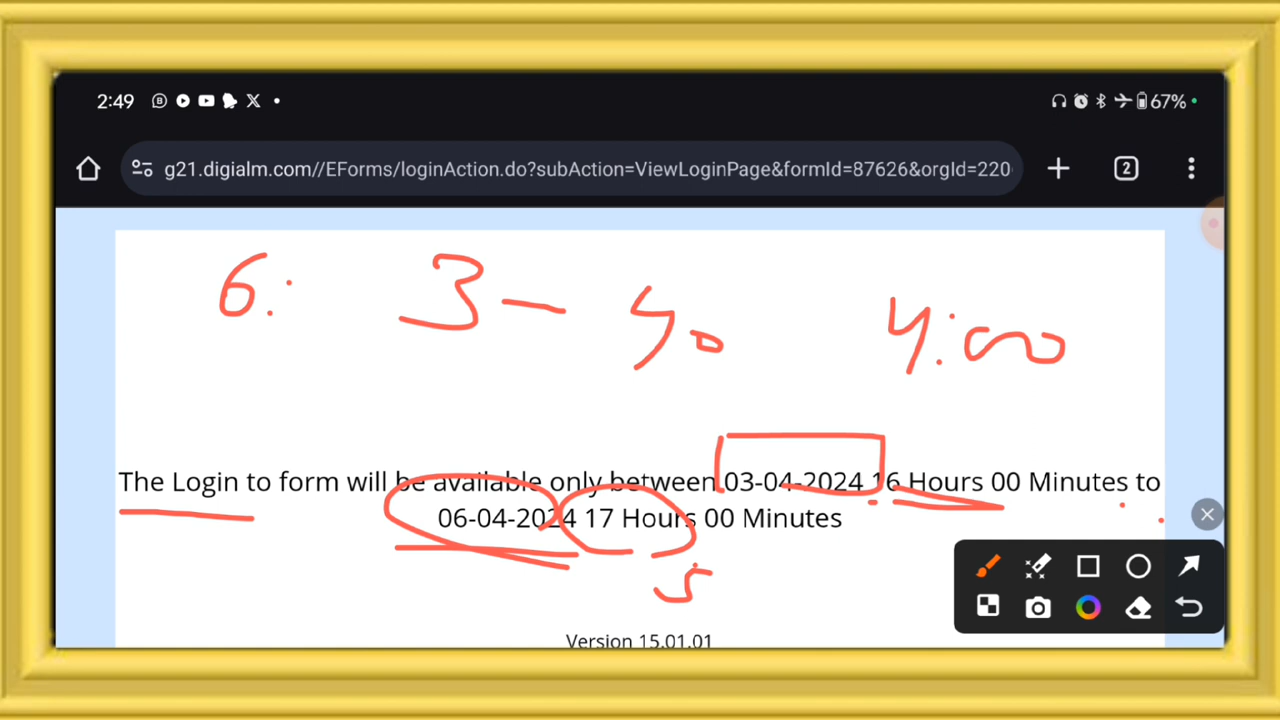 2:49 67%
g21.digialm.com//EForms/loginAction.do?subAction=ViewLoginPage&formId=87626&orgId=220
2
6: 3 - 40 4:00
The Login to form will be available only between 03-04-2024 16 Hours 00 Minutes to
06-04-2024 17 Hours 00 Minutes
5
Version 15.01.01